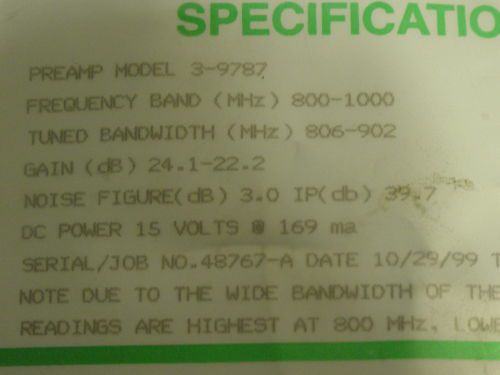 SPECIFICATIO
PREAMP MODEL 3-9787
FREQUENCY BAND (MHz) 800-1000
TUNED BANDWIDTH (MHz) 806-902
GAIN (dB) 24.1-22.2
NOISE FIGURE(dB) 3.0 IP(db) 39.7
DC POWER 15 VOLTS @ 169 ma
SERIAL/JOB NO.48767-A DATE 10/29/99 T
NOTE DUE TO THE WIDE BANDWIDTH OF THE
READINGS ARE HIGHEST AT 800 MHz, LOWE